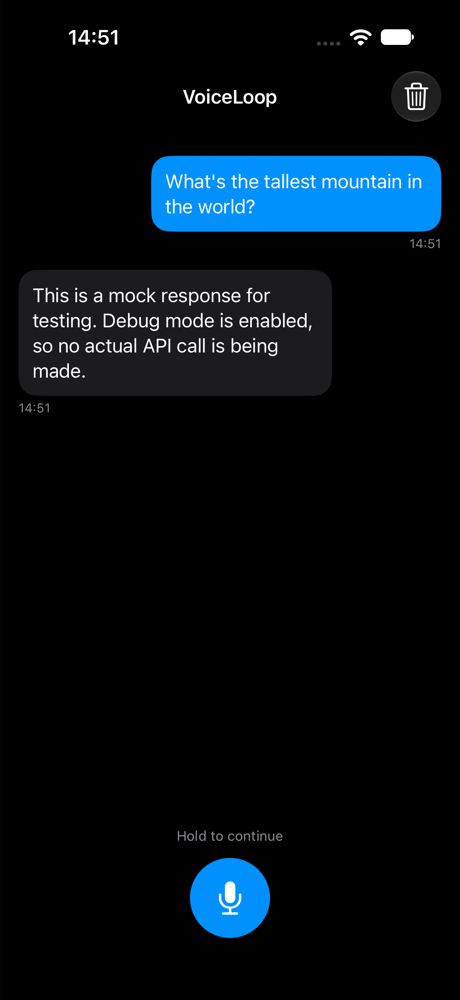 14:51
VoiceLoop
What's the tallest mountain in
the world?
14:51
This is a mock response for
testing. Debug mode is enabled,
so no actual API call is being
made.
14:51
Hold to continue